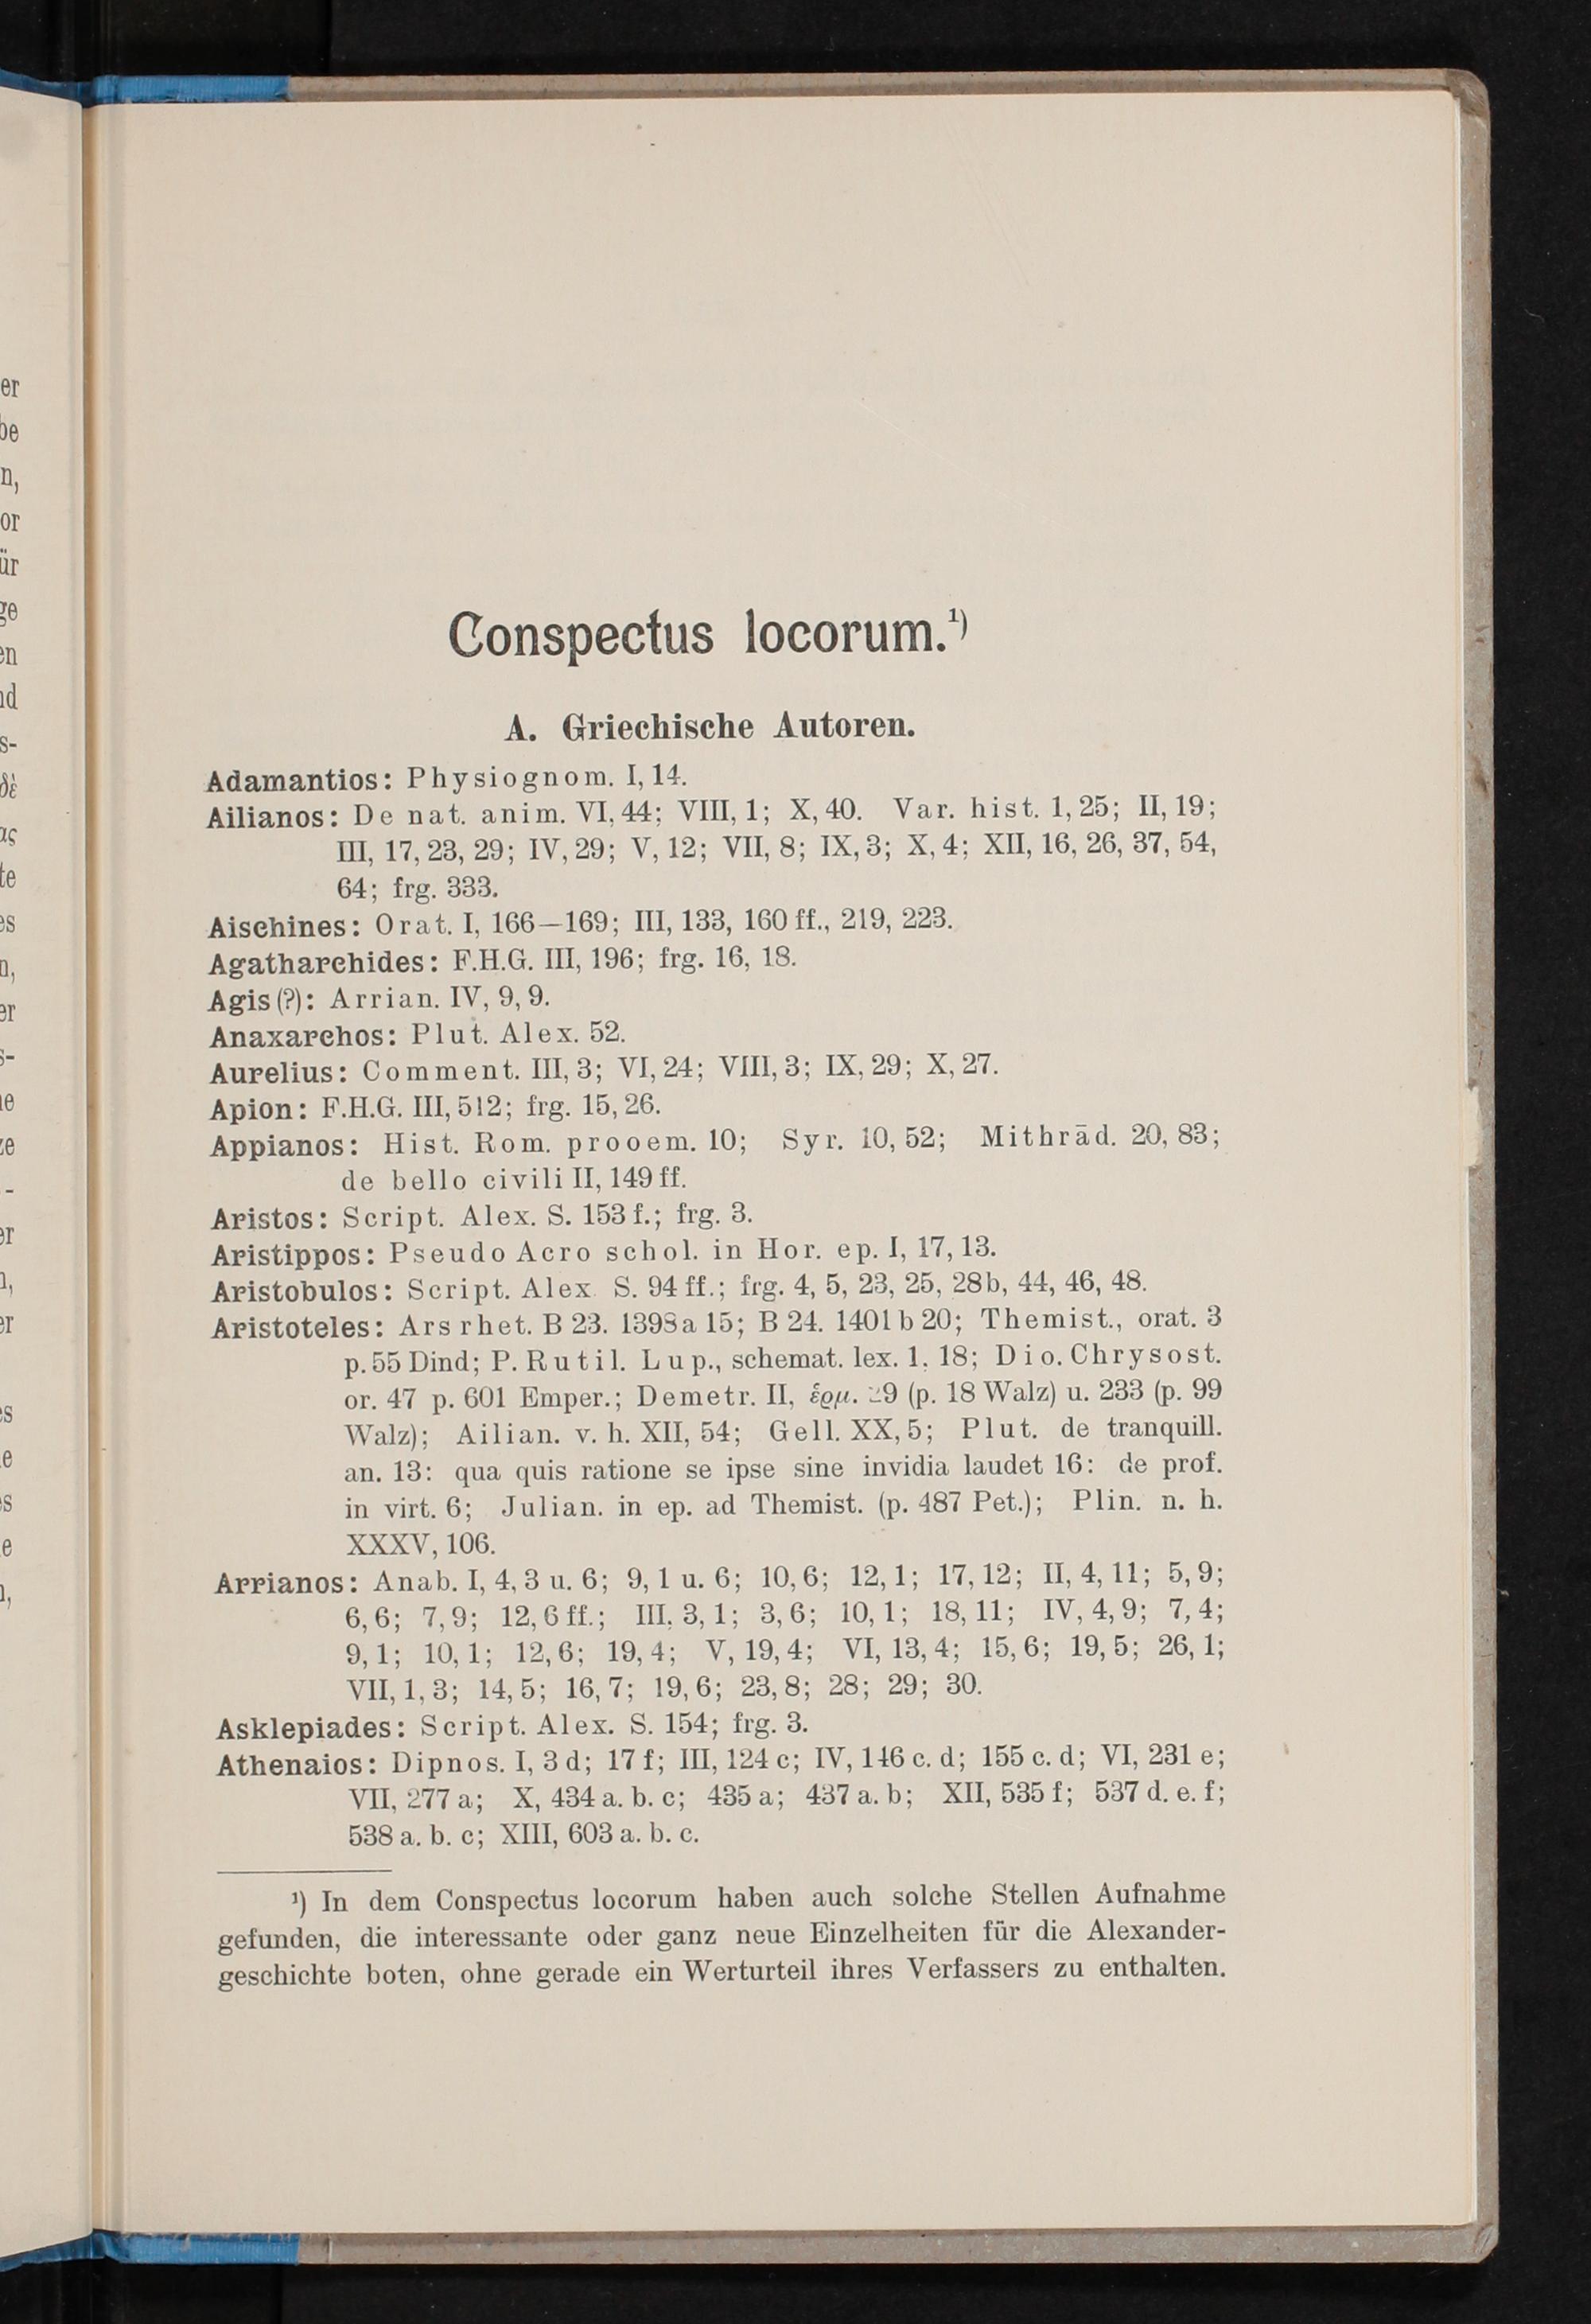 Conspectus locorum.¹)
A. Griechische Autoren.
Adamantios: Physiognom. I, 14.
Ailianos: De nat. anim. VI, 44; VIII, 1; X, 40. Var. hist. 1, 25; II, 19;
III, 17, 23, 29; IV, 29; V, 12; VII, 8; IX, 3; X, 4; XII, 16, 26, 37, 54,
64; frg. 333.
Aischines: Orat. I, 166—169; III, 133, 160 ff., 219, 223.
Agatharchides: F.H.G. III, 196; frg. 16, 18.
Agis (?): Arrian. IV, 9, 9.
Anaxarchos: Plut. Alex. 52.
Aurelius: Comment. III, 3; VI, 24; VIII, 3; IX, 29; X, 27.
Apion: F.H.G. III, 512; frg. 15, 26.
Appianos: Hist. Rom. prooem. 10; Syr. 10, 52; Mithrād. 20, 83;
de bello civili II, 149 ff.
Aristos: Script. Alex. S. 153 f.; frg. 3.
Aristippos: Pseudo Acro schol. in Hor. ep. I, 17, 13.
Aristobulos: Script. Alex. S. 94 ff.; frg. 4, 5, 23, 25, 28b, 44, 46, 48.
Aristoteles: Ars rhet. B 23. 1398a 15; B 24. 1401 b 20; Themist., orat. 3
p. 55 Dind; P. Rutil. Lup., schemat. lex. 1, 18; Dio. Chrysost.
or. 47 p. 601 Emper.; Demetr. II, ἑρμ. 29 (p. 18 Walz) u. 233 (p. 99
Walz); Ailian. v. h. XII, 54; Gell. XX, 5; Plut. de tranquill.
an. 13: qua quis ratione se ipse sine invidia laudet 16: de prof.
in virt. 6; Julian. in ep. ad Themist. (p. 487 Pet.); Plin. n. h.
XXXV, 106.
Arrianos: Anab. I, 4, 3 u. 6; 9, 1 u. 6; 10, 6; 12, 1; 17, 12; II, 4, 11; 5, 9;
6, 6; 7, 9; 12, 6 ff.; III. 3, 1; 3, 6; 10, 1; 18, 11; IV, 4, 9; 7, 4;
9, 1; 10, 1; 12, 6; 19, 4; V, 19, 4; VI, 13, 4; 15, 6; 19, 5; 26, 1;
VII, 1, 3; 14, 5; 16, 7; 19, 6; 23, 8; 28; 29; 30.
Asklepiades: Script. Alex. S. 154; frg. 3.
Athenaios: Dipnos. I, 3 d; 17 f; III, 124 c; IV, 146 c. d; 155 c. d; VI, 231 e;
VII, 277 a; X, 434 a. b. c; 435 a; 437 a. b; XII, 535 f; 537 d. e. f;
538 a. b. c; XIII, 603 a. b. c.
¹) In dem Conspectus locorum haben auch solche Stellen Aufnahme
gefunden, die interessante oder ganz neue Einzelheiten für die Alexander-
geschichte boten, ohne gerade ein Werturteil ihres Verfassers zu enthalten.